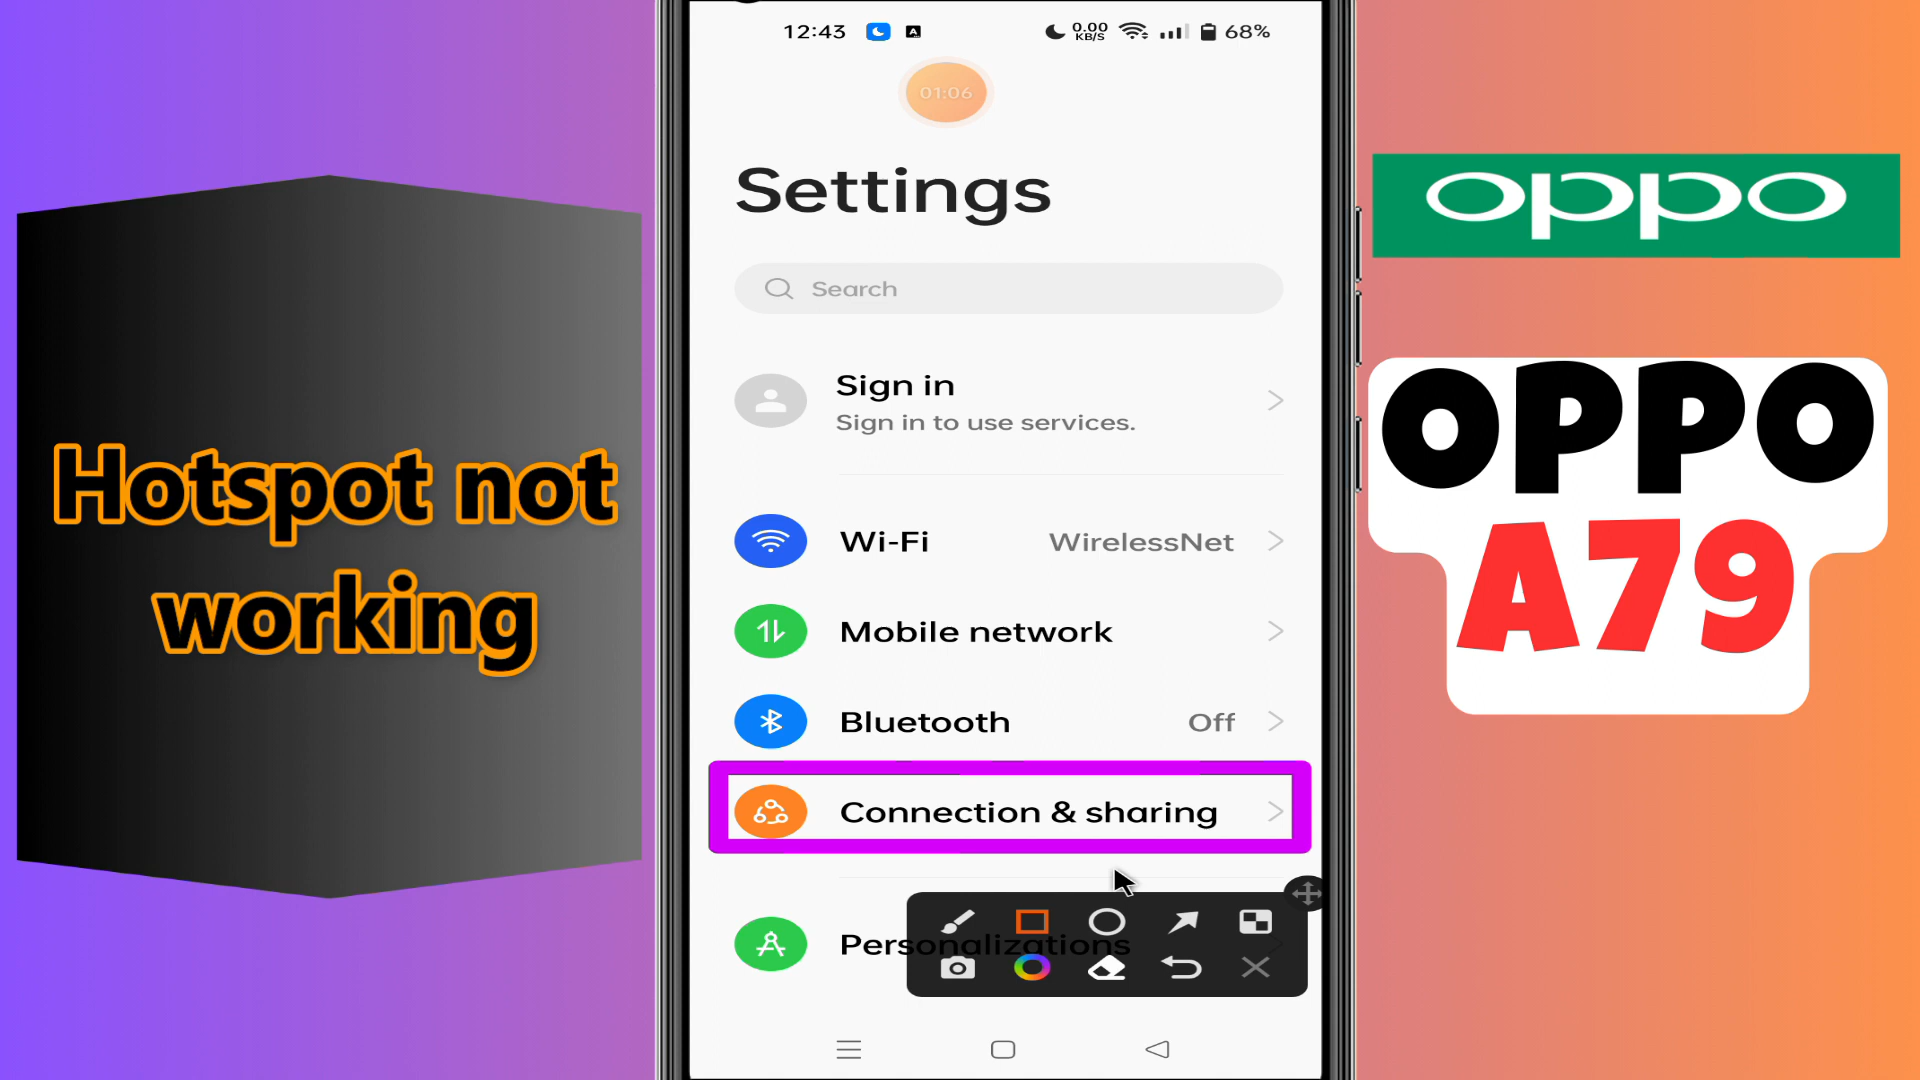 Hotspot not
working
12:43
0.00
KB/S
68%
01:06
Settings
Search
Sign in
Sign in to use services.
Wi-Fi WirelessNet
Mobile network
Bluetooth Off
Connection & sharing
Personalizations
oppo
OPPO
A79